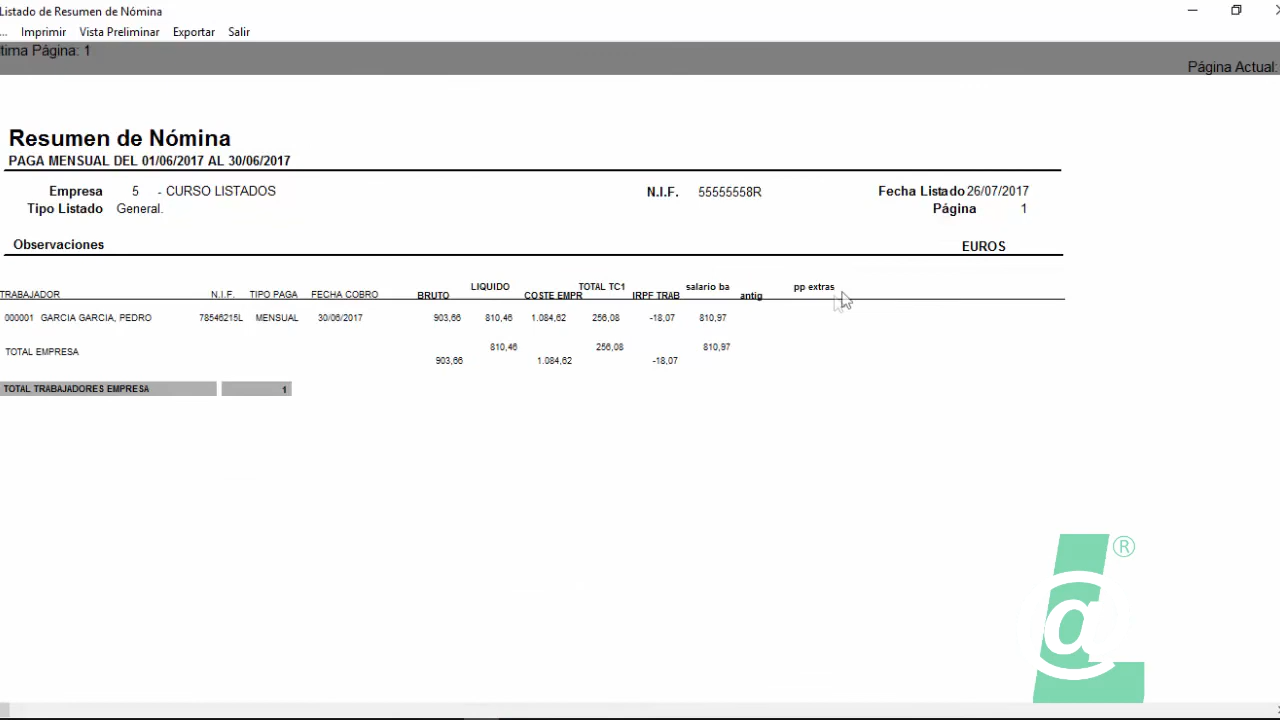 Listado de Resumen de Nómina
... Imprimir Vista Preliminar Exportar Salir
tima Página: 1
Página Actual:
Resumen de Nómina
PAGA MENSUAL DEL 01/06/2017 AL 30/06/2017
Empresa 5 - CURSO LISTADOS N.I.F. 55555558R Fecha Listado 26/07/2017
Tipo Listado General. Página 1
Observaciones EUROS
TRABAJADOR N.I.F. TIPO PAGA FECHA COBRO BRUTO LIQUIDO COSTE EMPR TOTAL TC1 IRPF TRAB salario ba antig pp extras
000001 GARCIA GARCIA, PEDRO 78546215L MENSUAL 30/06/2017 903,66 810,46 1.084,62 256,08 -18,07 810,97
TOTAL EMPRESA 903,66 810,46 1.084,62 256,08 -18,07 810,97
TOTAL TRABAJADORES EMPRESA 1
®
@